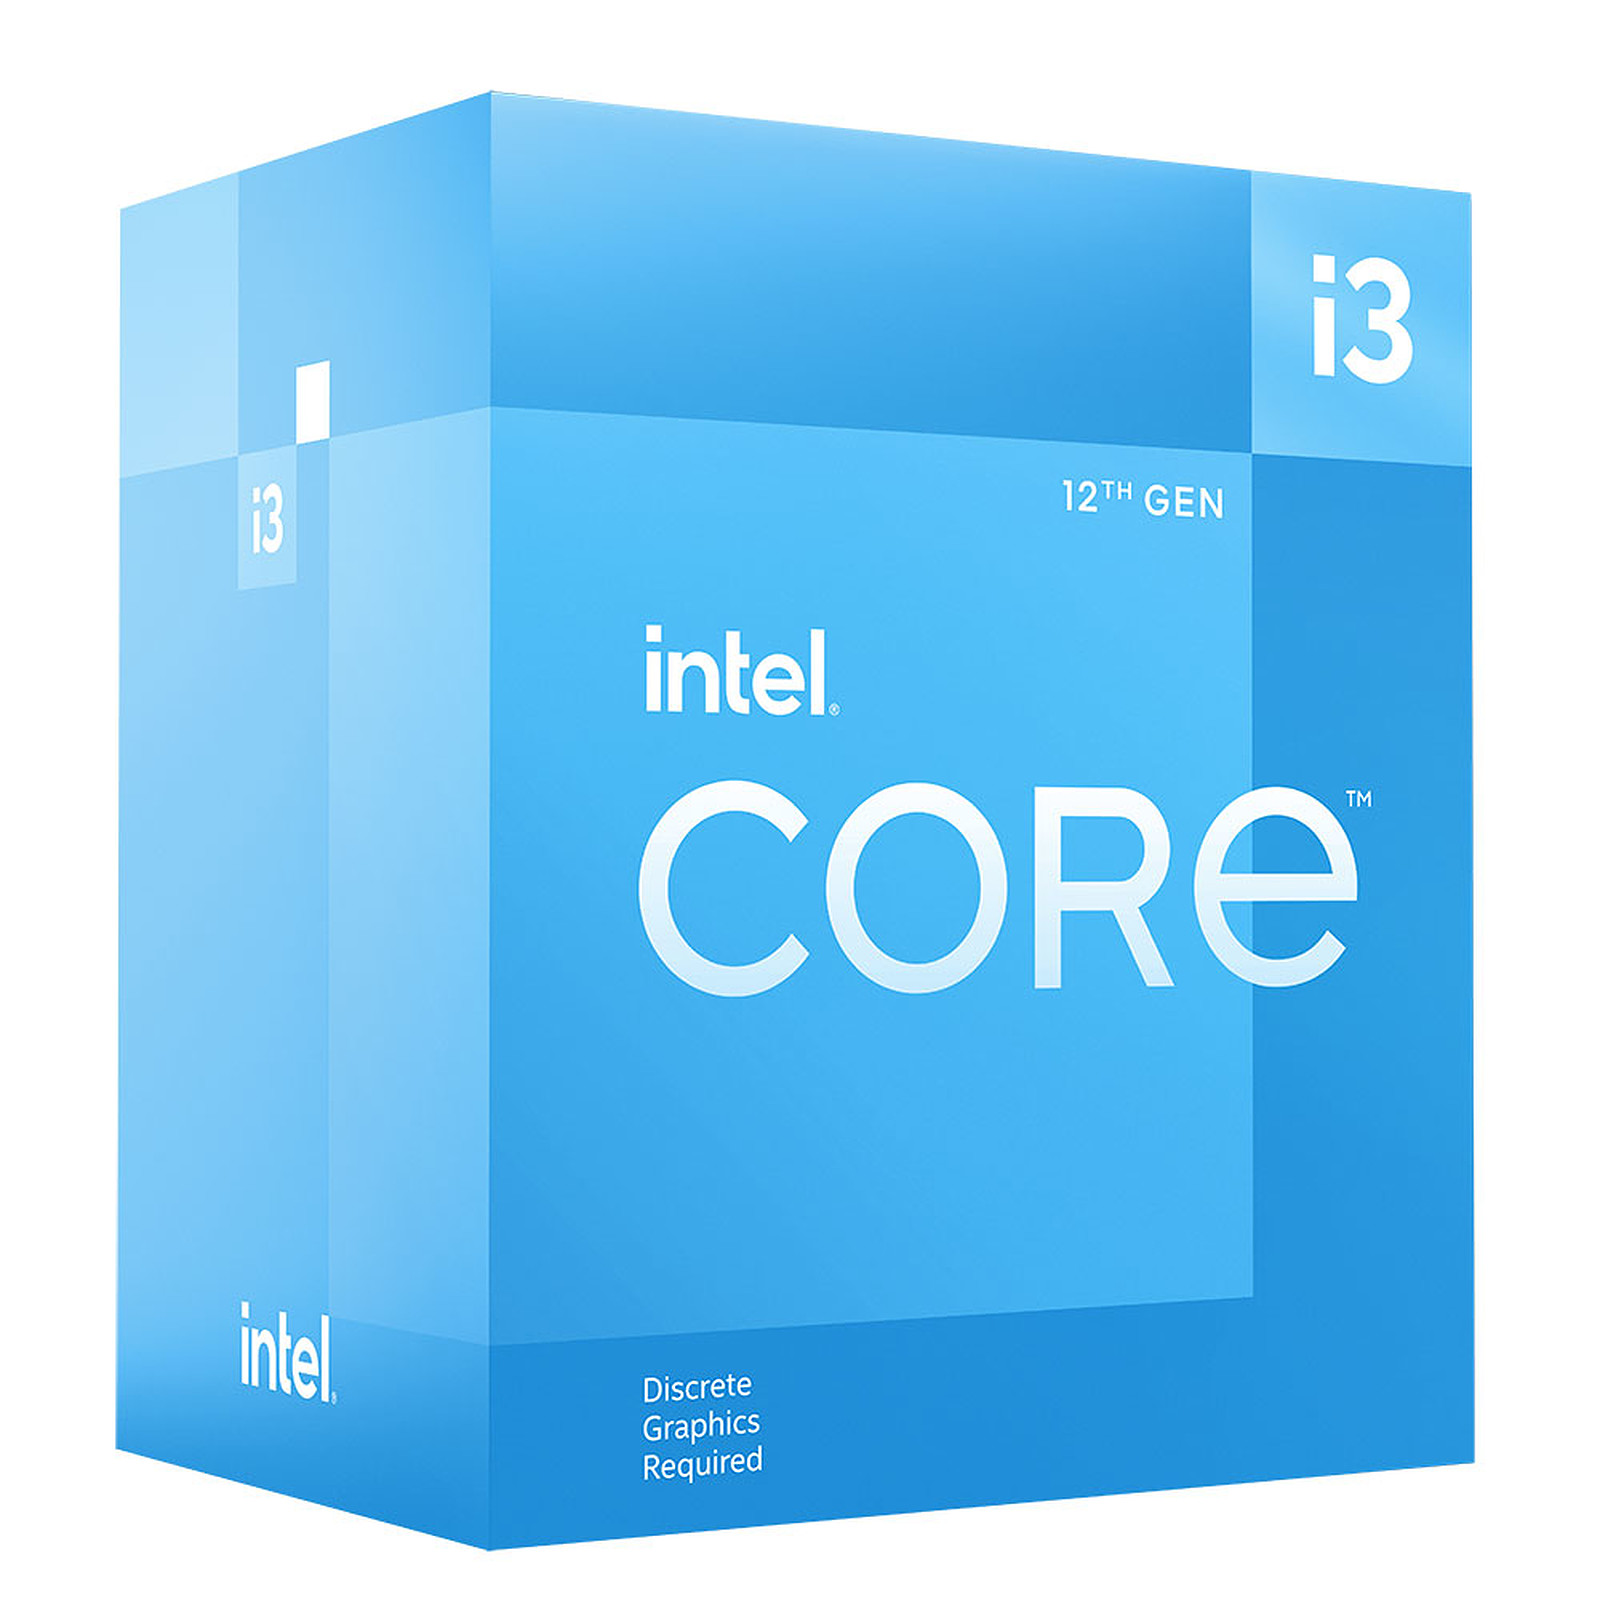 i3
12TH GEN
i3
intel®
CORe™
intel®
Discrete
Graphics
Required